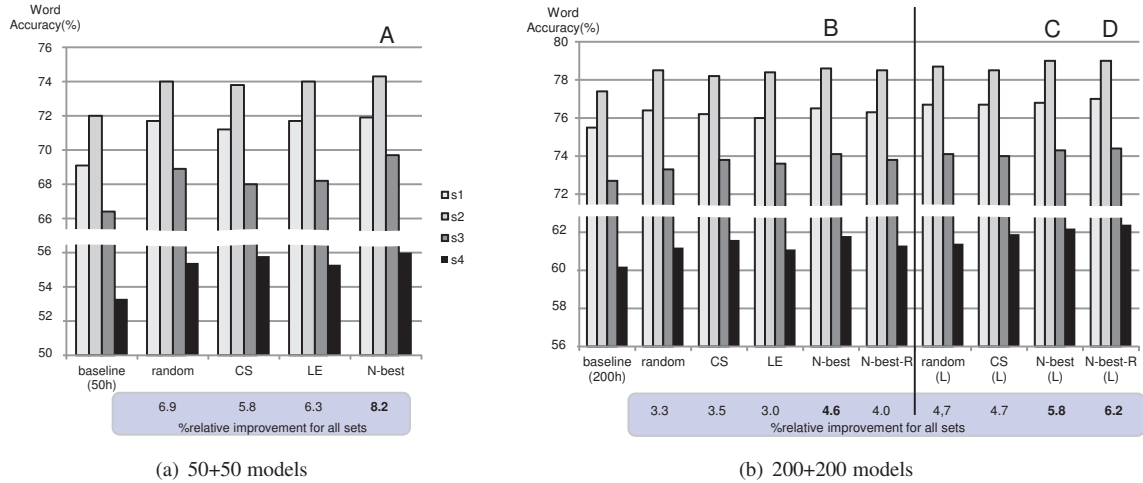 Word
Accuracy(%)
A
76
74
72
70
68
66
56
54
52
50
baseline
(50h)
random
CS
LE
N-best
6.9
5.8
6.3
8.2
%relative improvement for all sets
s1
s2
s3
s4
(a) 50+50 models
Word
Accuracy(%)
B
C
D
80
78
76
74
72
62
60
58
56
baseline
(200h)
random
CS
LE
N-best
N-best-R
random
(L)
CS
(L)
N-best
(L)
N-best-R
(L)
3.3
3.5
3.0
4.6
4.0
4,7
4.7
5.8
6.2
%relative improvement for all sets
(b) 200+200 models